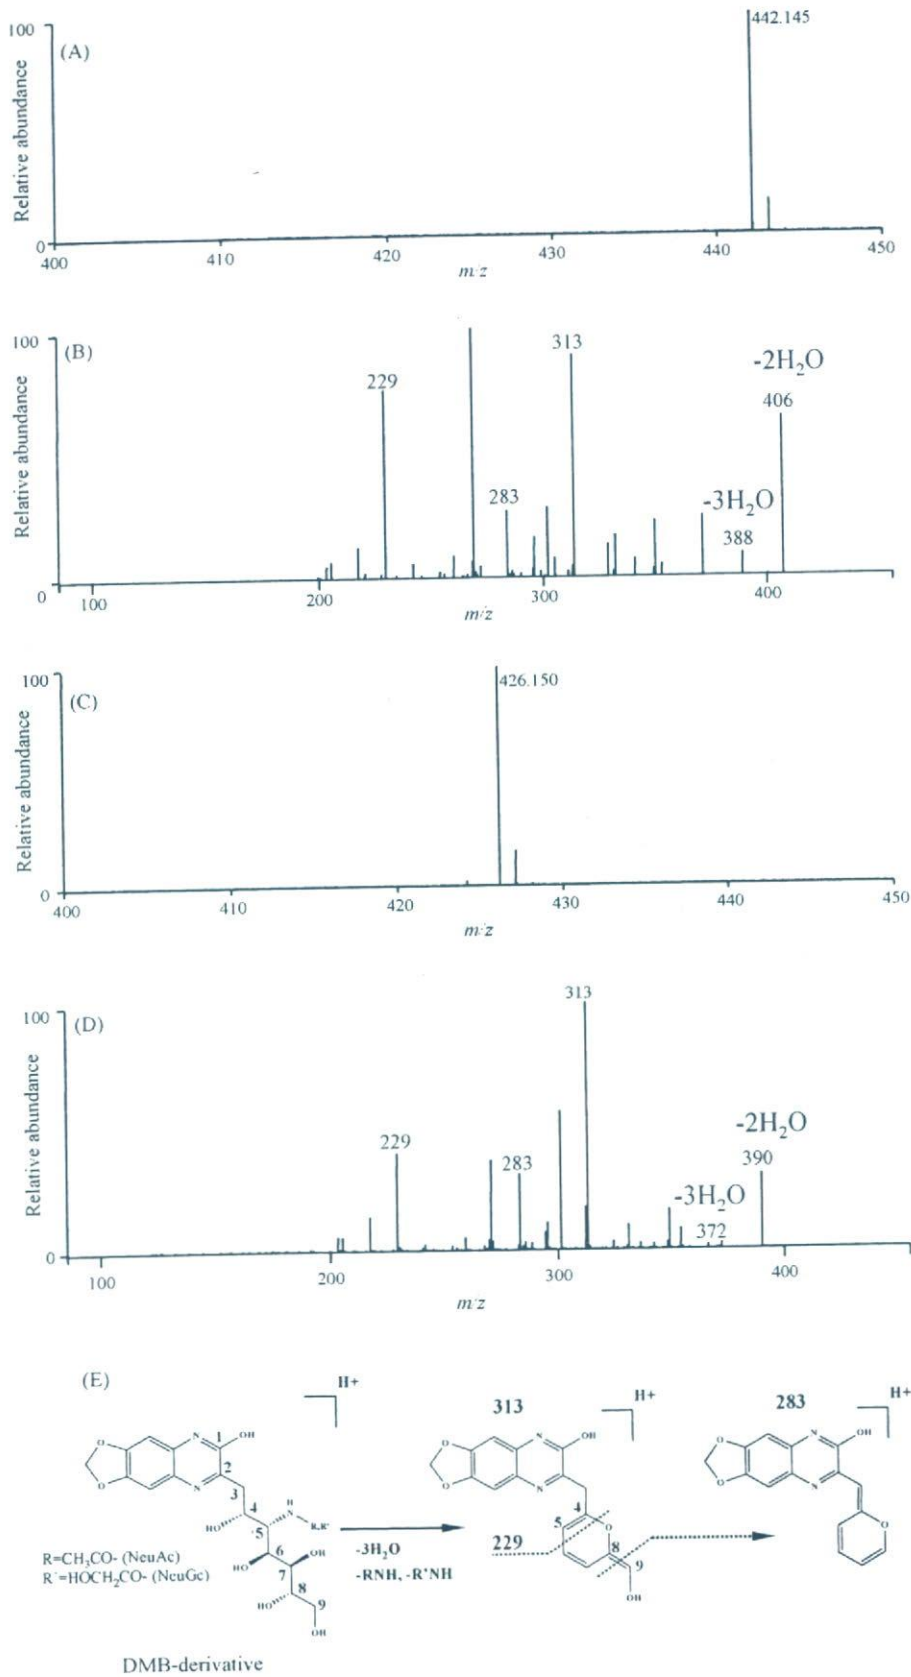 100
(A)
442.145
Relative abundance
0
400
410
420
430
440
450
m/z
100
(B)
229
283
313
-2H₂O
406
-3H₂O
388
Relative abundance
0
100
200
300
400
m/z
100
(C)
426.150
Relative abundance
0
400
410
420
430
440
450
m/z
100
(D)
229
283
313
-2H₂O
390
-3H₂O
372
Relative abundance
0
100
200
300
400
m/z
(E)
H+
O
O
N
N
1
OH
2
3
4
HO
5
H
N
R,R'
6
HO
7
OH
8
HO
9
OH
R=CH₃CO- (NeuAc)
R'=HOCH₂CO- (NeuGc)
DMB-derivative
-3H₂O
-RNH, -R'NH
313
H+
O
O
N
N
OH
4
5
O
8
9
OH
229
283
H+
O
O
N
N
OH
O